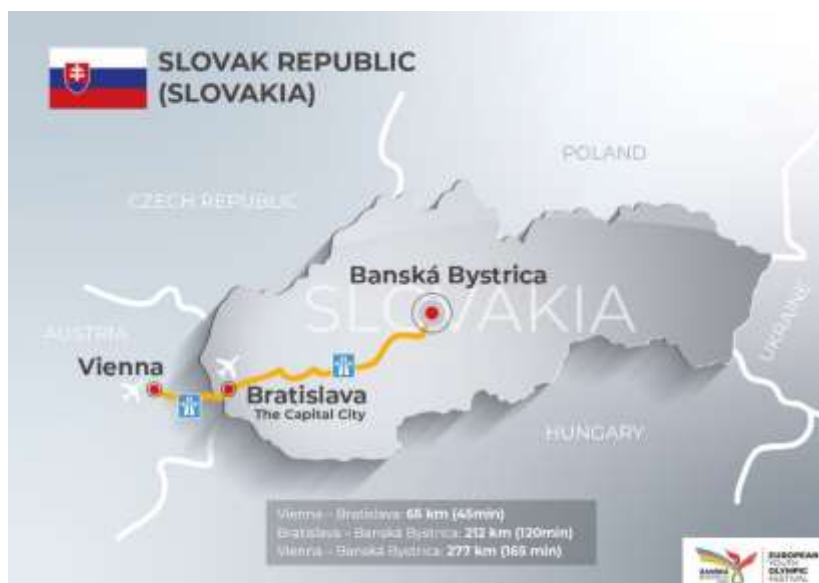 SLOVAK REPUBLIC
(SLOVAKIA)
POLAND
CZECH REPUBLIC
Banská Bystrica
SLOVAKIA
UKRAINE
AUSTRIA
Vienna
Bratislava
The Capital City
HUNGARY
Vienna – Bratislava: 65 km (45min)
Bratislava – Banská Bystrica: 212 km (120min)
Vienna – Banská Bystrica: 277 km (165 min)
BANSKÁ
EUROPEAN
YOUTH
OLYMPIC
FESTIVAL